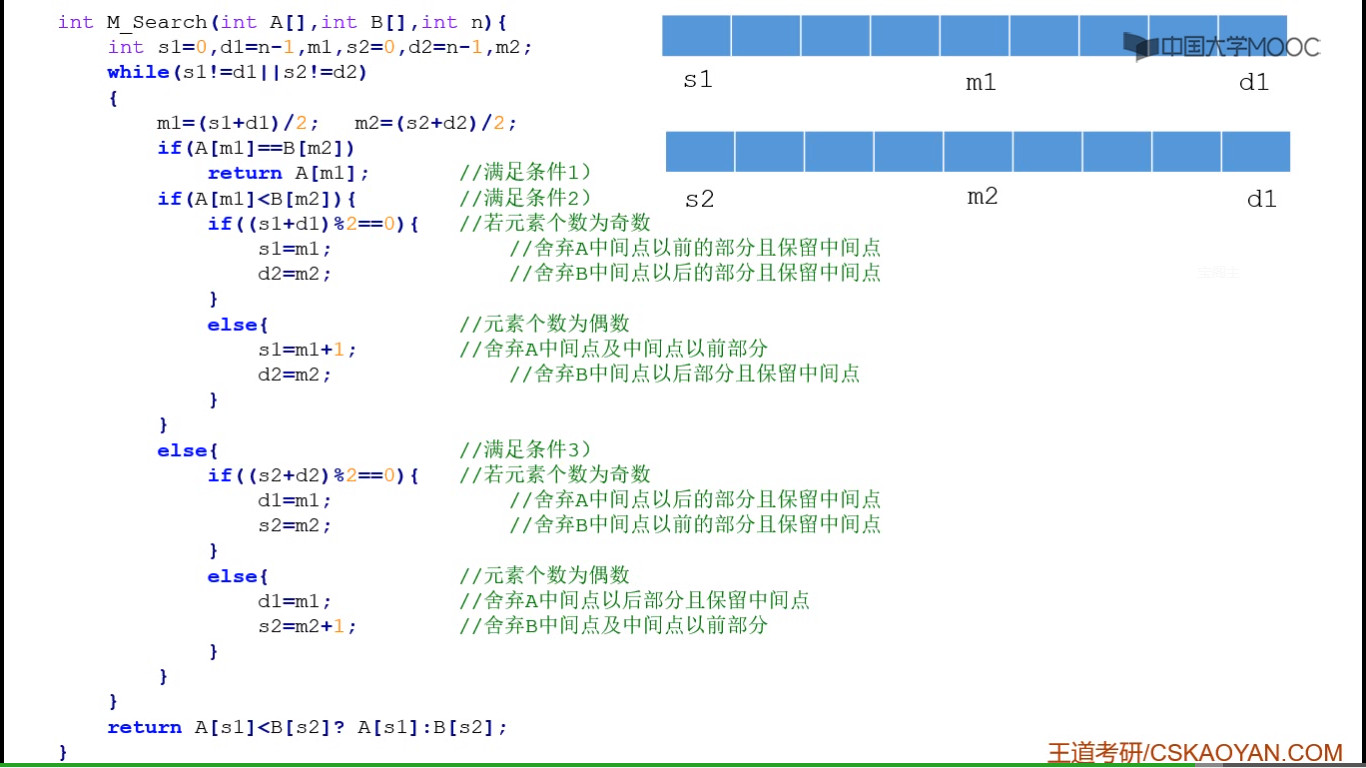 int M_Search(int A[],int B[],int n){
int s1=0,d1=n-1,m1,s2=0,d2=n-1,m2;
while(s1!=d1||s2!=d2)
{
m1=(s1+d1)/2; m2=(s2+d2)/2;
if(A[m1]==B[m2])
return A[m1]; //满足条件1）
if(A[m1]<B[m2]){ //满足条件2）
if((s1+d1)%2==0){ //若元素个数为奇数
s1=m1; //舍弃A中间点以前的部分且保留中间点
d2=m2; //舍弃B中间点以后的部分且保留中间点
}
else{ //元素个数为偶数
s1=m1+1; //舍弃A中间点及中间点以前部分
d2=m2; //舍弃B中间点以后部分且保留中间点
}
}
else{ //满足条件3）
if((s2+d2)%2==0){ //若元素个数为奇数
d1=m1; //舍弃A中间点以后的部分且保留中间点
s2=m2; //舍弃B中间点以前的部分且保留中间点
}
else{ //元素个数为偶数
d1=m1; //舍弃A中间点以后部分且保留中间点
s2=m2+1; //舍弃B中间点及中间点以前部分
}
}
}
return A[s1]<B[s2]? A[s1]:B[s2];
}
中国大学MOOC
s1 m1 d1
s2 m2 d1
王道考研/CSKAOYAN.COM